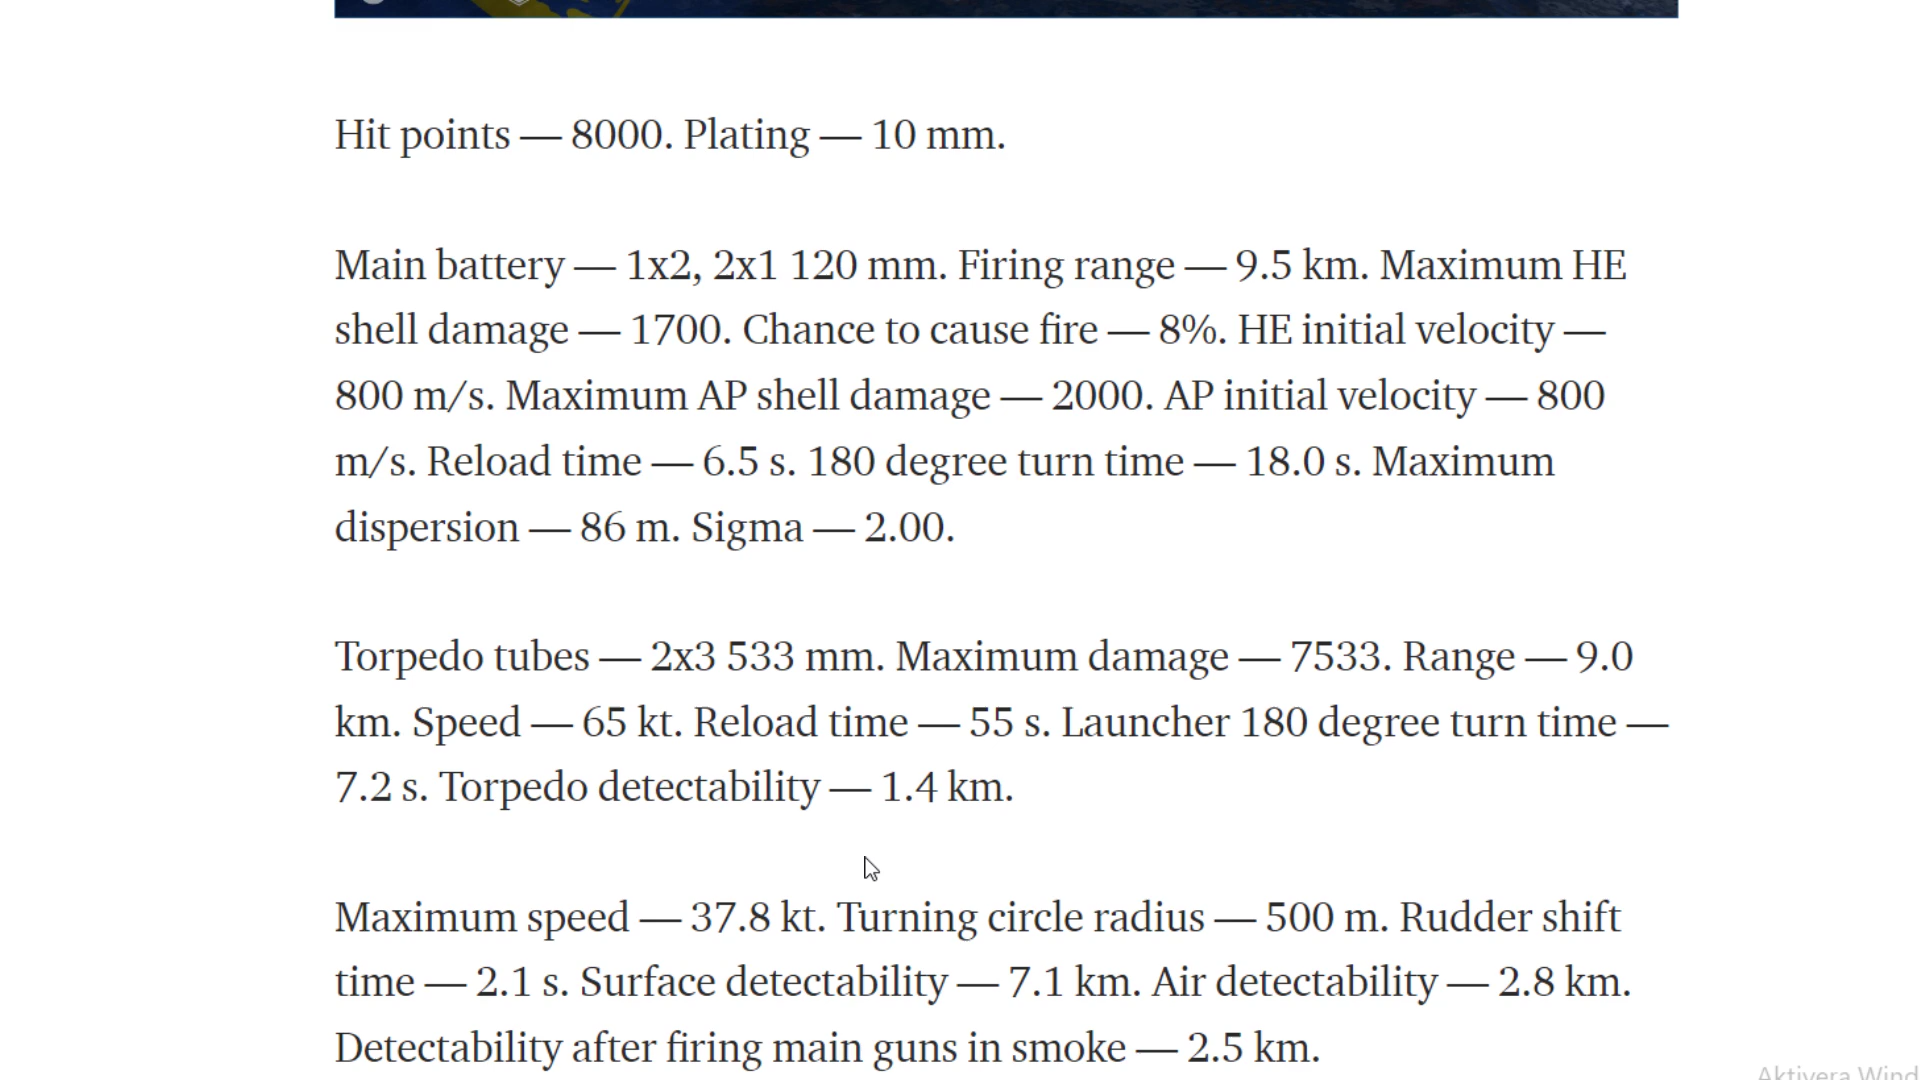 Hit points — 8000. Plating — 10 mm.
Main battery — 1x2, 2x1 120 mm. Firing range — 9.5 km. Maximum HE
shell damage — 1700. Chance to cause fire — 8%. HE initial velocity —
800 m/s. Maximum AP shell damage — 2000. AP initial velocity — 800
m/s. Reload time — 6.5 s. 180 degree turn time — 18.0 s. Maximum
dispersion — 86 m. Sigma — 2.00.
Torpedo tubes — 2x3 533 mm. Maximum damage — 7533. Range — 9.0
km. Speed — 65 kt. Reload time — 55 s. Launcher 180 degree turn time —
7.2 s. Torpedo detectability — 1.4 km.
Maximum speed — 37.8 kt. Turning circle radius — 500 m. Rudder shift
time — 2.1 s. Surface detectability — 7.1 km. Air detectability — 2.8 km.
Detectability after firing main guns in smoke — 2.5 km.
Aktivera Wind